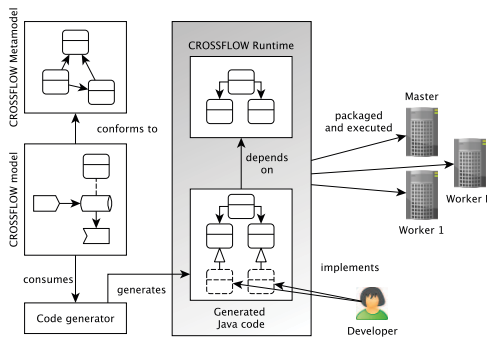 CROSSFLOW Metamodel
CROSSFLOW Runtime
Master
packaged
and executed
conforms to
depends
on
CROSSFLOW model
Worker
Worker 1
consumes
generates
implements
Code generator
Generated
Java code
Developer